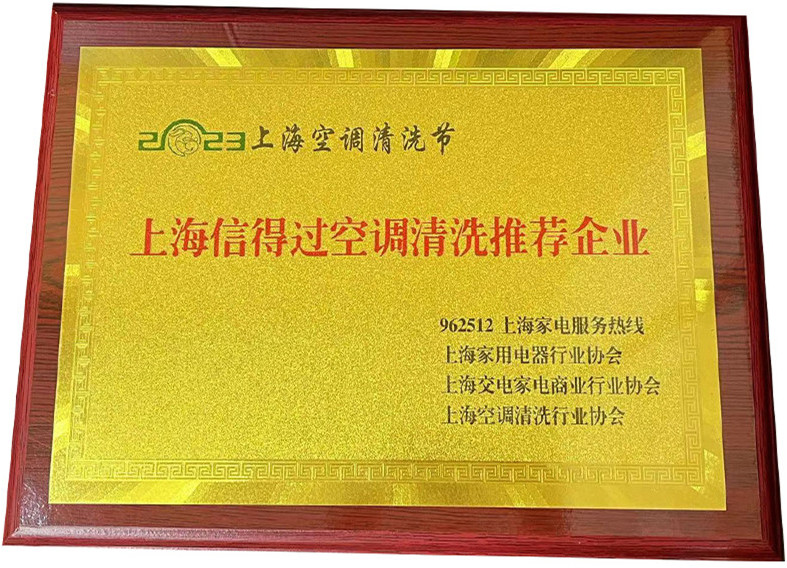 2023上海空调清洗节
上海信得过空调清洗推荐企业
962512 上海家电服务热线
上海家用电器行业协会
上海交电家电商业行业协会
上海空调清洗行业协会